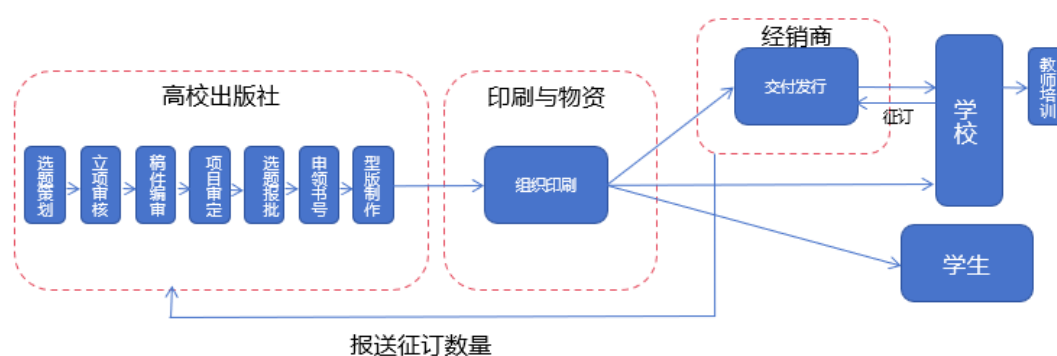 经销商
高校出版社
印刷与物资
交付发行
征订
学校
教师培训
选题策划
立项审核
稿件编审
项目审定
选题报批
申领书号
型版制作
组织印刷
学生
报送征订数量